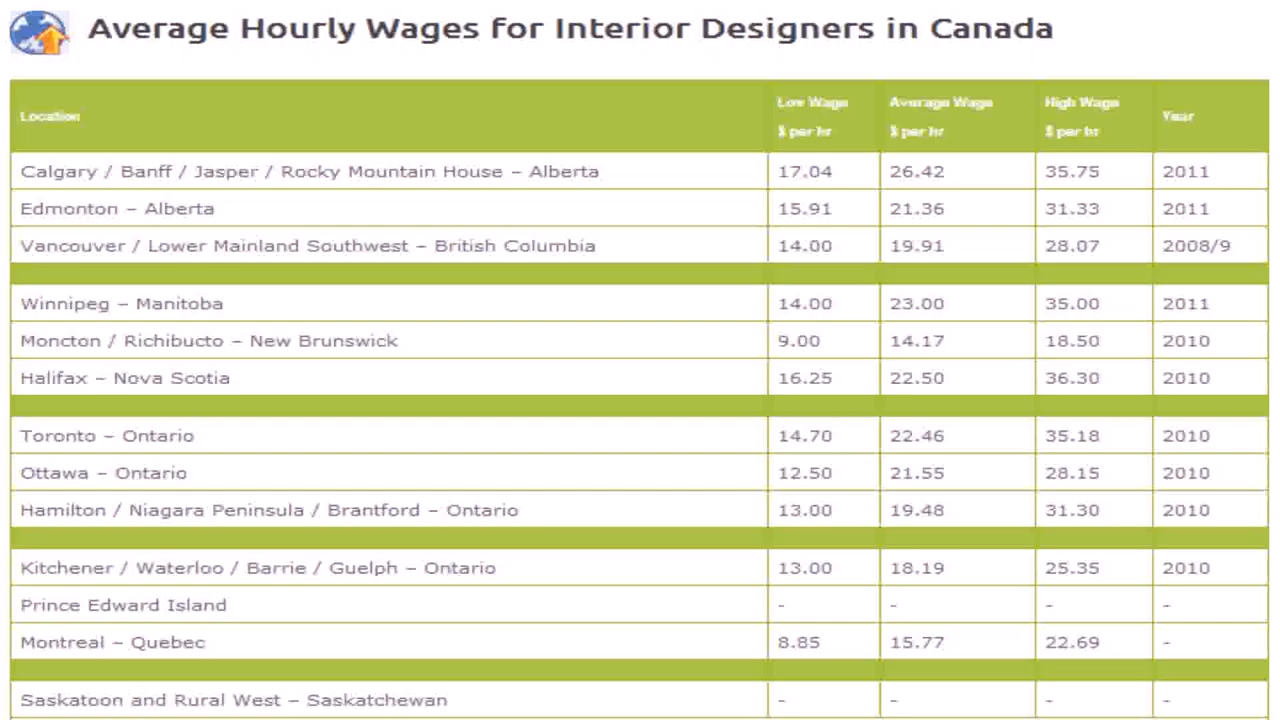 Average Hourly Wages for Interior Designers in Canada
Location Low Wage $ per hr Average Wage $ per hr High Wage $ per hr Year
Calgary / Banff / Jasper / Rocky Mountain House – Alberta 17.04 26.42 35.75 2011
Edmonton – Alberta 15.91 21.36 31.33 2011
Vancouver / Lower Mainland Southwest – British Columbia 14.00 19.91 28.07 2008/9
Winnipeg – Manitoba 14.00 23.00 35.00 2011
Moncton / Richibucto – New Brunswick 9.00 14.17 18.50 2010
Halifax – Nova Scotia 16.25 22.50 36.30 2010
Toronto – Ontario 14.70 22.46 35.18 2010
Ottawa – Ontario 12.50 21.55 28.15 2010
Hamilton / Niagara Peninsula / Brantford – Ontario 13.00 19.48 31.30 2010
Kitchener / Waterloo / Barrie / Guelph – Ontario 13.00 18.19 25.35 2010
Prince Edward Island - - - -
Montreal – Quebec 8.85 15.77 22.69 -
Saskatoon and Rural West – Saskatchewan - - - -